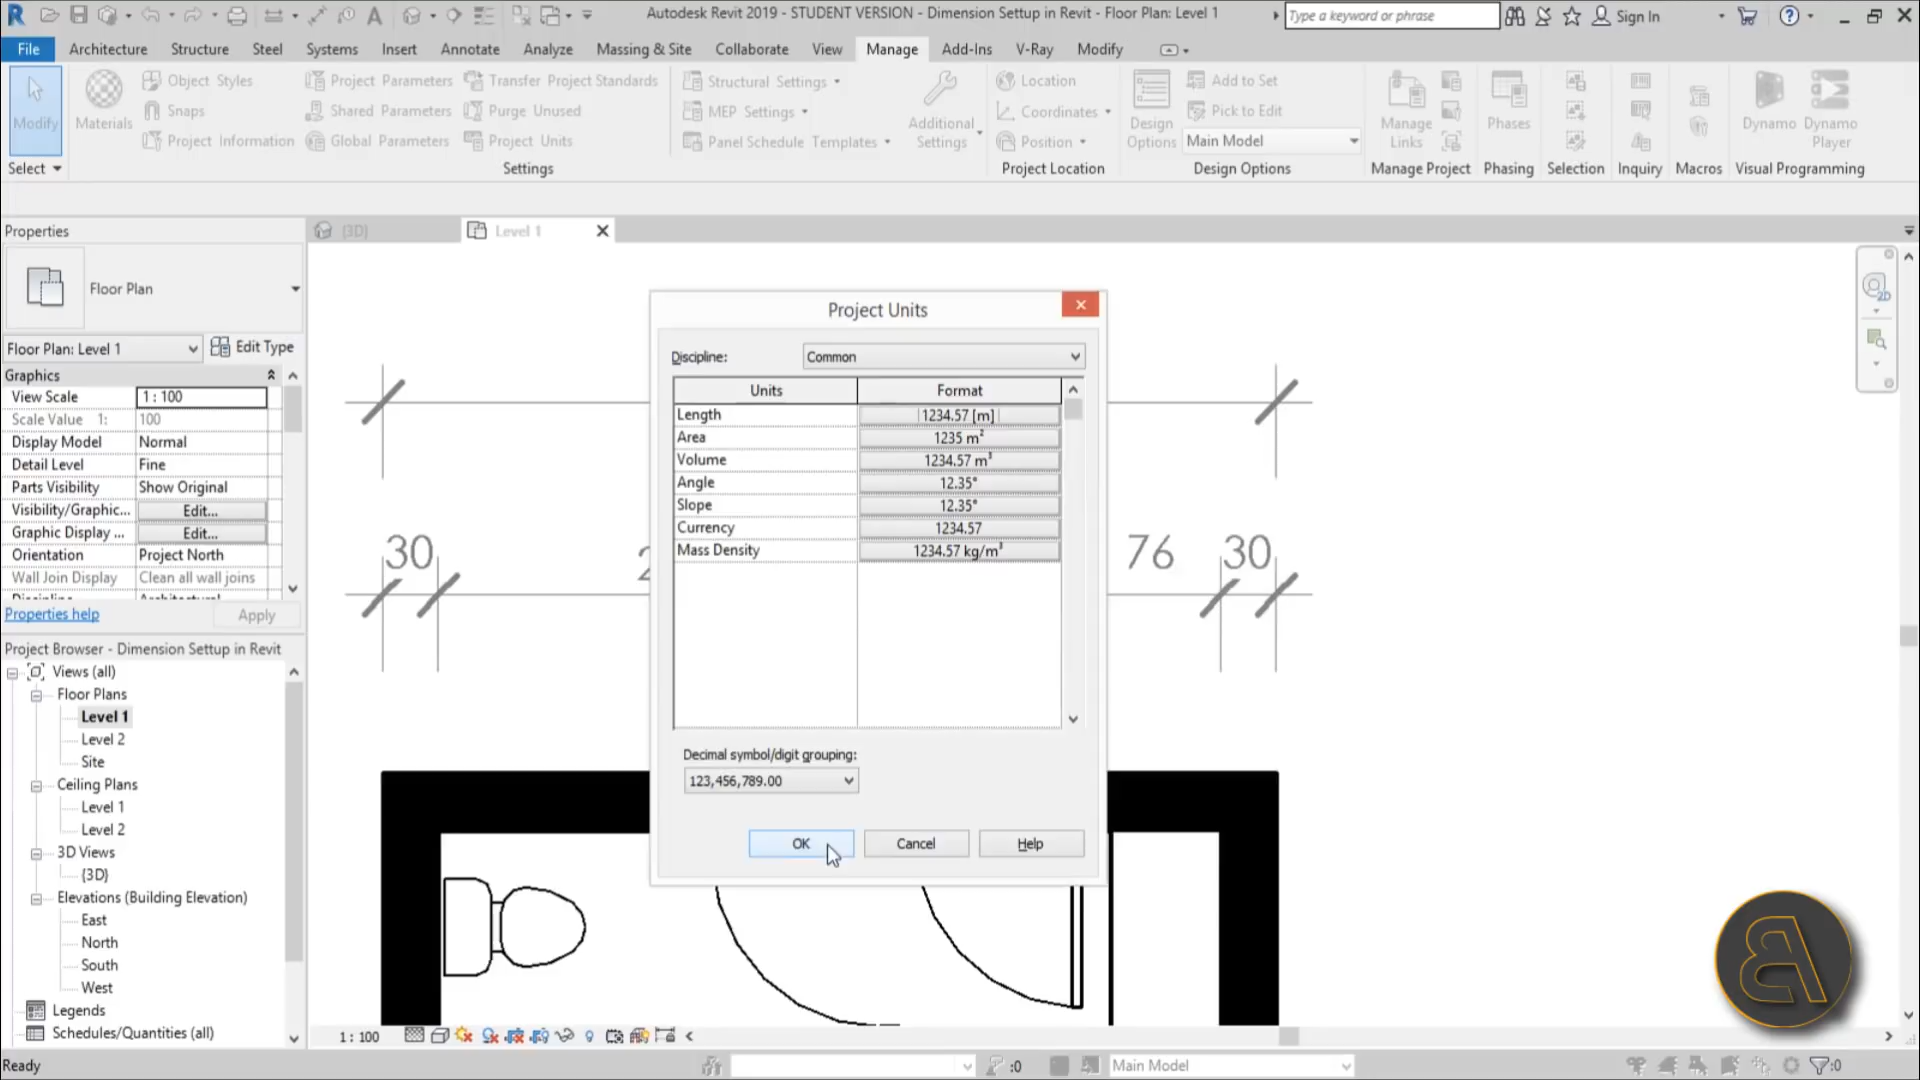 Autodesk Revit 2019 - STUDENT VERSION - Dimension Settup in Revit - Floor Plan: Level 1
Type a keyword or phrase
Sign In
File Architecture Structure Steel Systems Insert Annotate Analyze Massing & Site Collaborate View Manage Add-Ins V-Ray Modify
Modify
Materials
Object Styles
Snaps
Project Information
Project Parameters
Shared Parameters
Global Parameters
Transfer Project Standards
Purge Unused
Project Units
Structural Settings
MEP Settings
Panel Schedule Templates
Additional Settings
Location
Coordinates
Position
Design Options
Add to Set
Pick to Edit
Main Model
Manage Links
Phases
Dynamo
Dynamo Player
Select
Settings
Project Location
Design Options
Manage Project
Phasing
Selection
Inquiry
Macros
Visual Programming
Properties
{3D}
Level 1
Floor Plan
Floor Plan: Level 1
Edit Type
Graphics
View Scale 1 : 100
Scale Value 1: 100
Display Model Normal
Detail Level Fine
Parts Visibility Show Original
Visibility/Graphic... Edit...
Graphic Display ... Edit...
Orientation Project North
Wall Join Display Clean all wall joins
Properties help
Apply
Project Browser - Dimension Settup in Revit
Views (all)
Floor Plans
Level 1
Level 2
Site
Ceiling Plans
Level 1
Level 2
3D Views
{3D}
Elevations (Building Elevation)
East
North
South
West
Legends
Schedules/Quantities (all)
30
76
30
Project Units
Discipline: Common
Units Format
Length 1234.57 [m]
Area 1235 m²
Volume 1234.57 m³
Angle 12.35°
Slope 12.35°
Currency 1234.57
Mass Density 1234.57 kg/m³
Decimal symbol/digit grouping:
123,456,789.00
OK Cancel Help
2D
1 : 100
Ready
:0
Main Model
:0